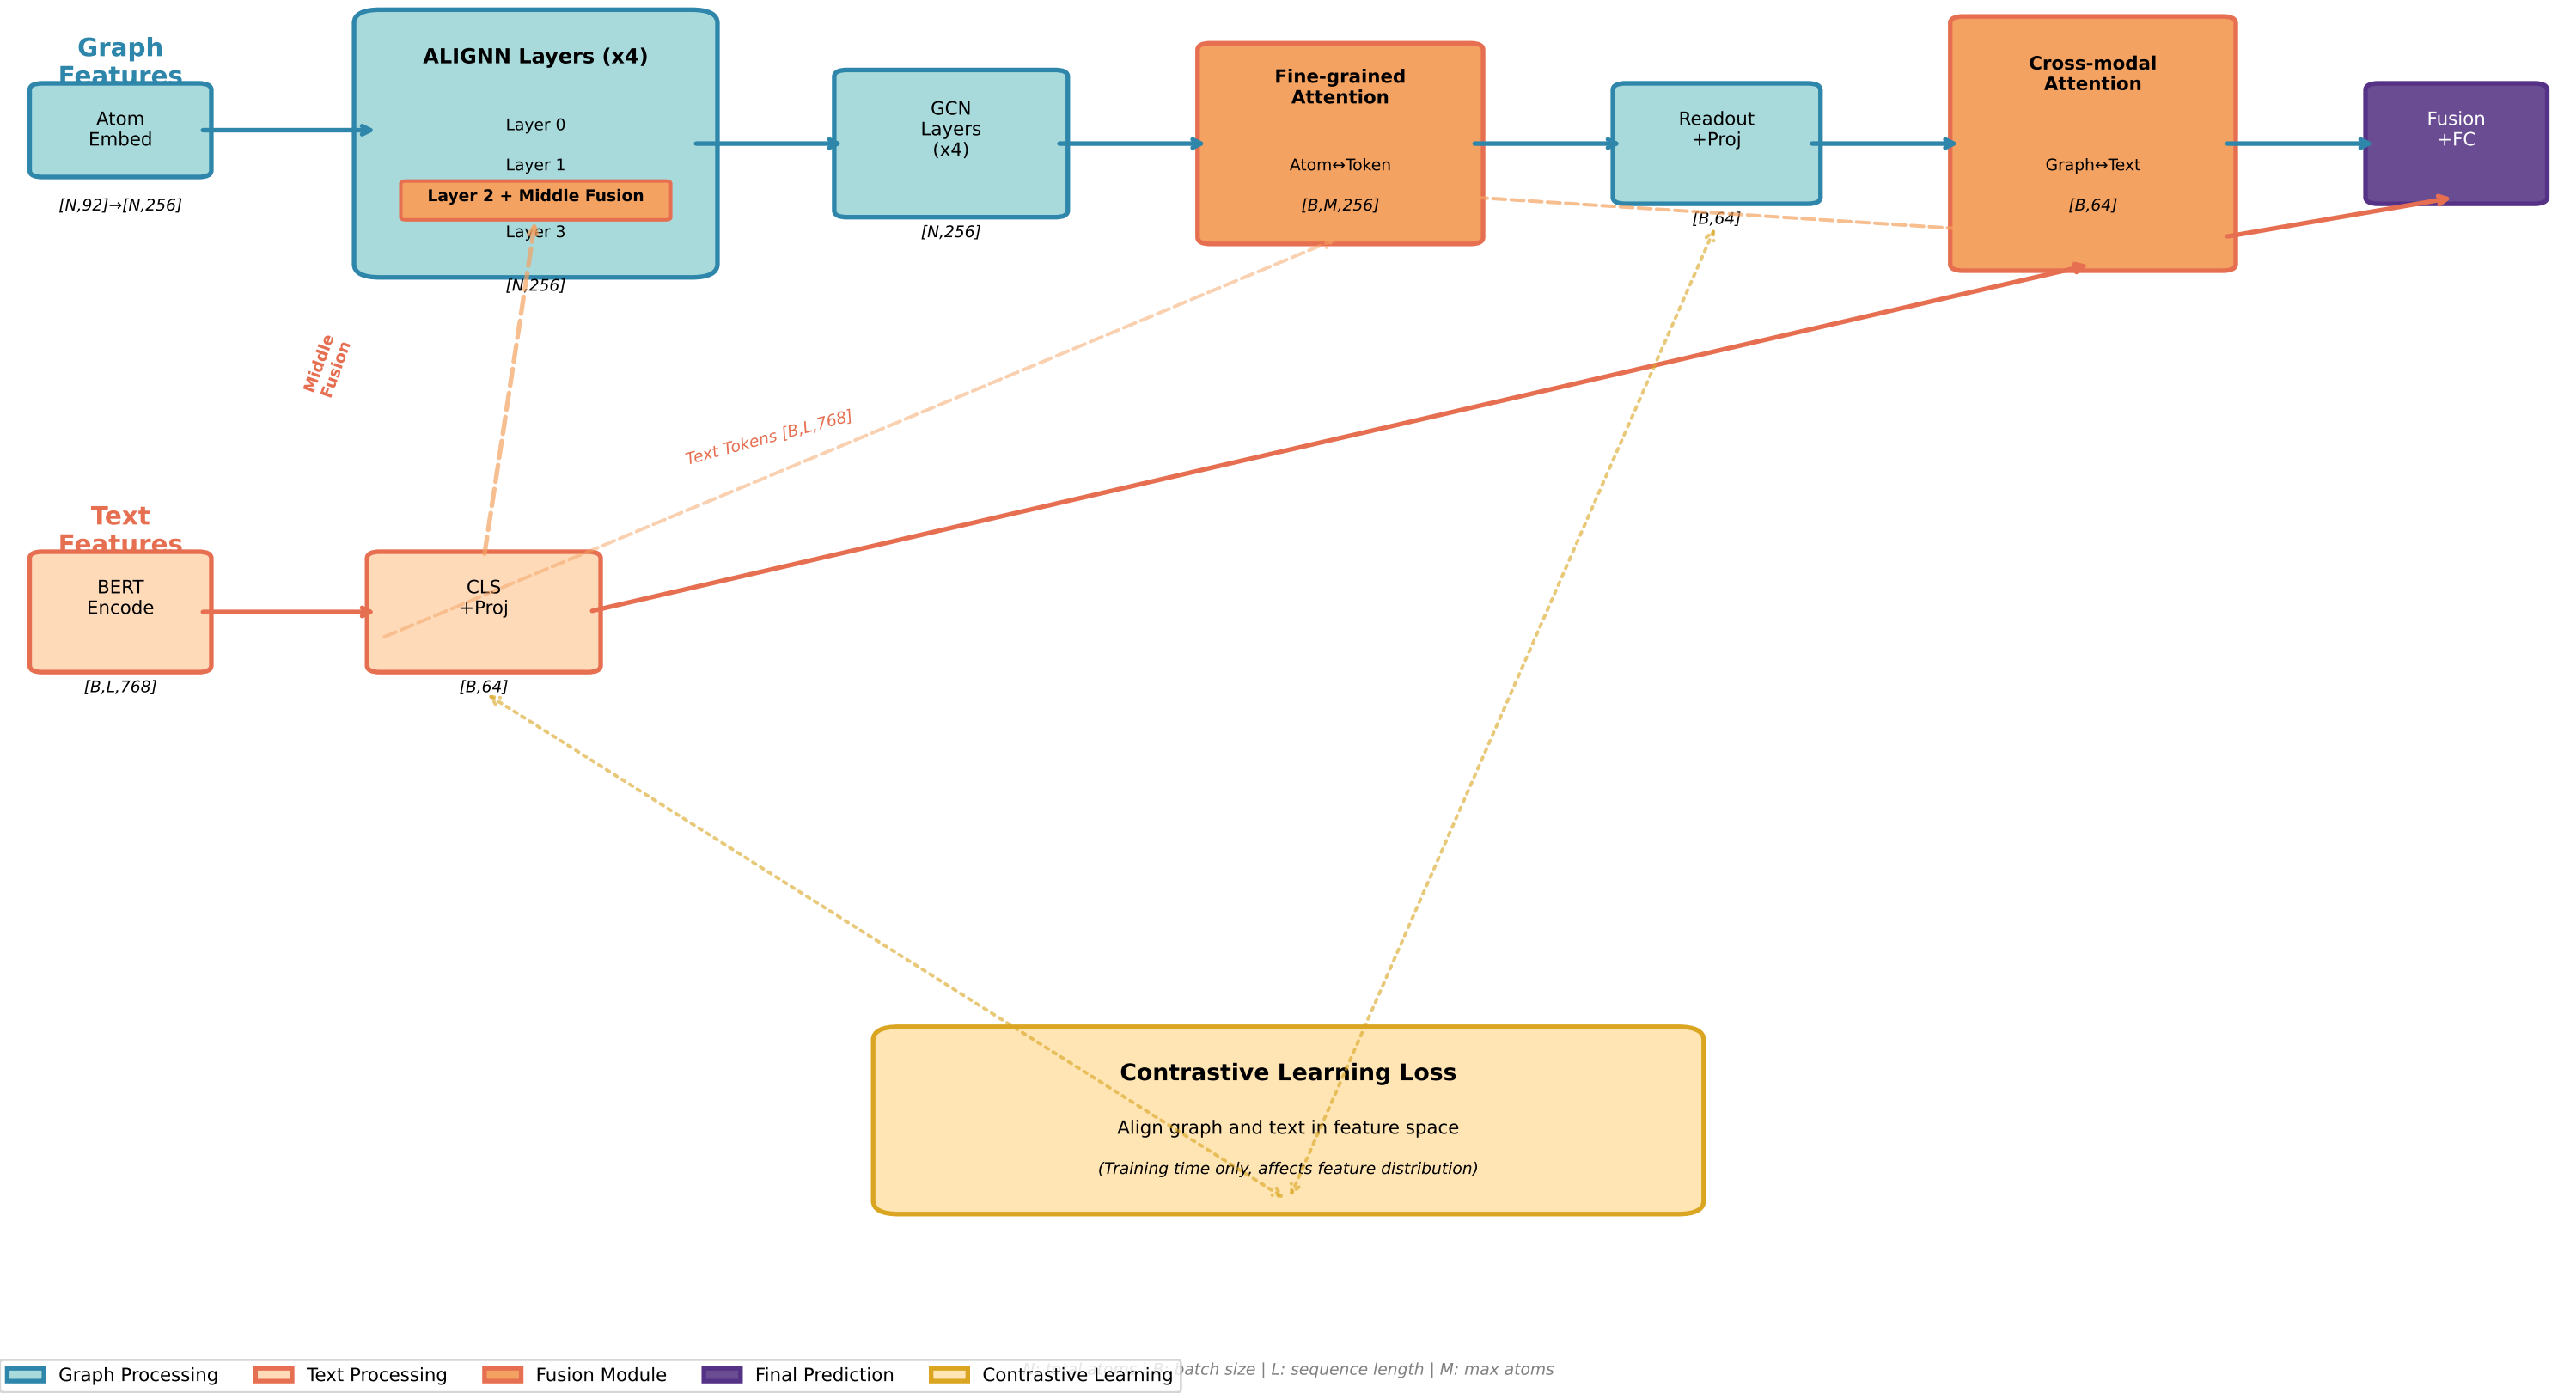 Graph
Features
Atom
Embed
[N,92]→[N,256]
ALIGNN Layers (x4)
Layer 0
Layer 1
Layer 2 + Middle Fusion
Layer 3
[N,256]
GCN
Layers
(x4)
[N,256]
Fine-grained
Attention
Atom↔Token
[B,M,256]
Readout
+Proj
[B,64]
Cross-modal
Attention
Graph↔Text
[B,64]
Fusion
+FC
Middle
Fusion
Text Tokens [B,L,768]
Text
Features
BERT
Encode
[B,L,768]
CLS
+Proj
[B,64]
Contrastive Learning Loss
Align graph and text in feature space
(Training time only, affects feature distribution)
Graph Processing
Text Processing
Fusion Module
Final Prediction
Contrastive Learning
N: total atoms | B: batch size | L: sequence length | M: max atoms